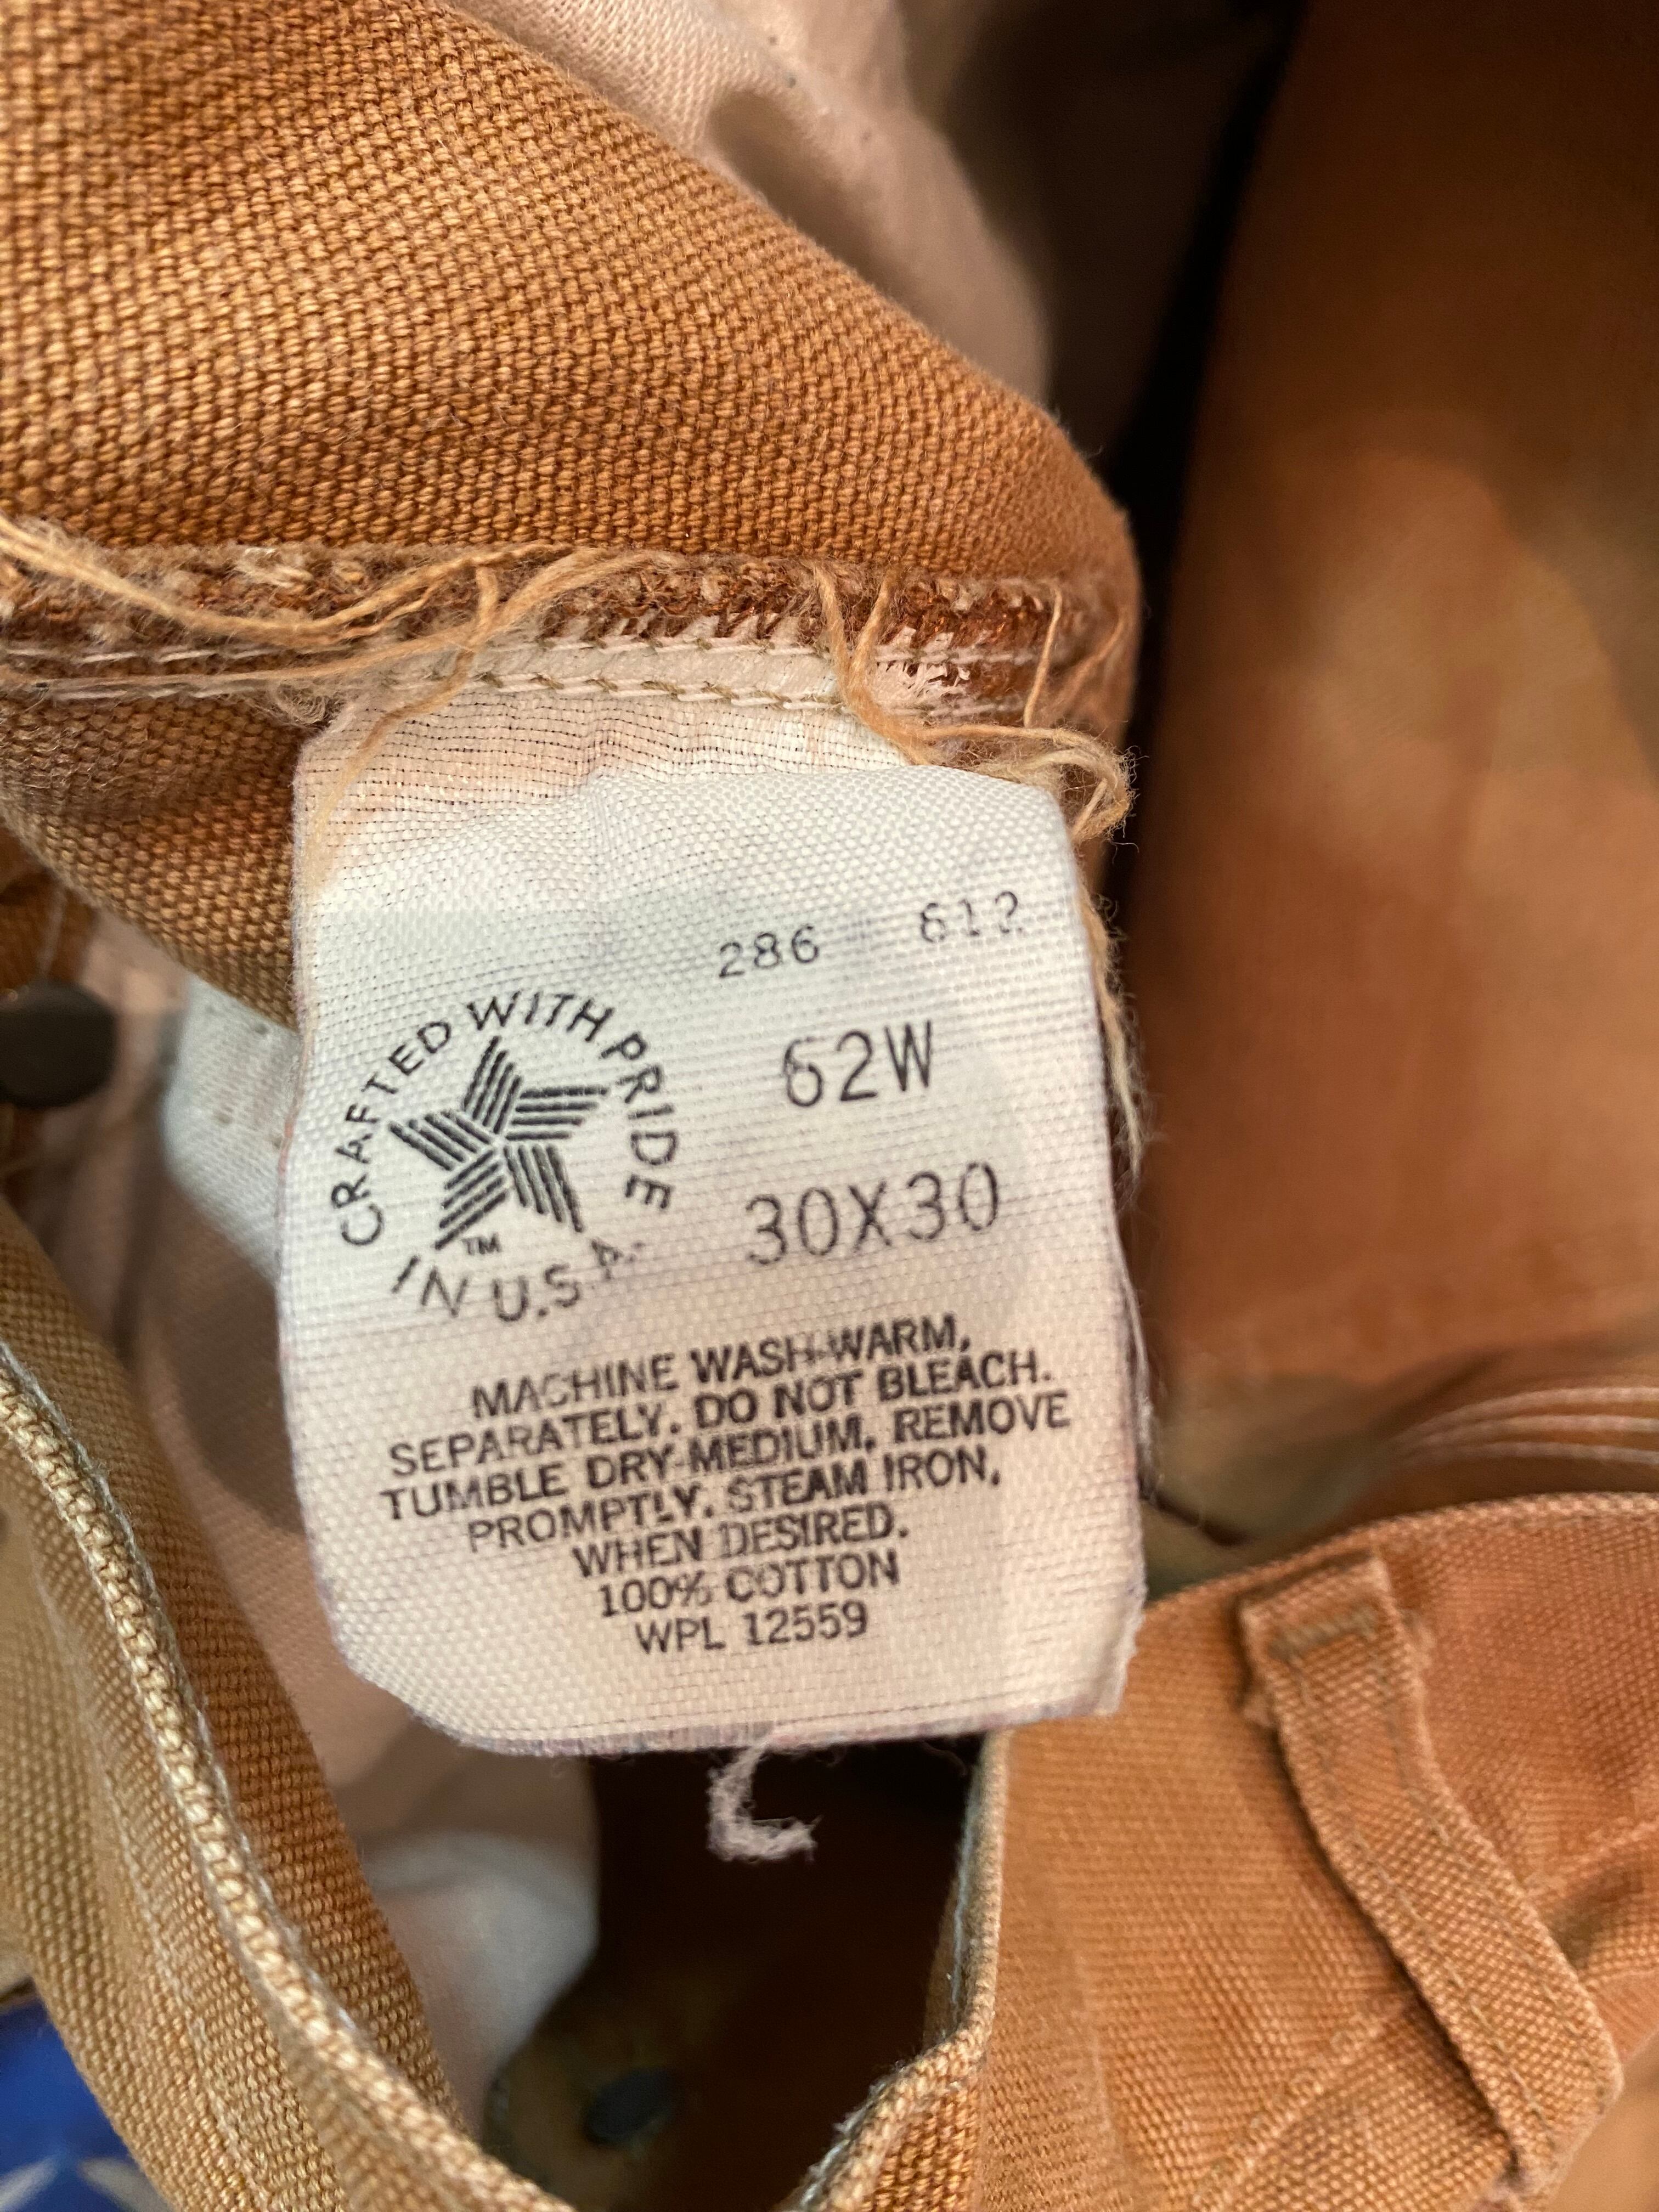 286 612
CRAFTED WITH PRIDE
IN U.S.A.
TM
62W
30X30
MACHINE WASH-WARM,
SEPARATELY. DO NOT BLEACH.
TUMBLE DRY-MEDIUM, REMOVE
PROMPTLY. STEAM IRON,
WHEN DESIRED.
100% COTTON
WPL 12559